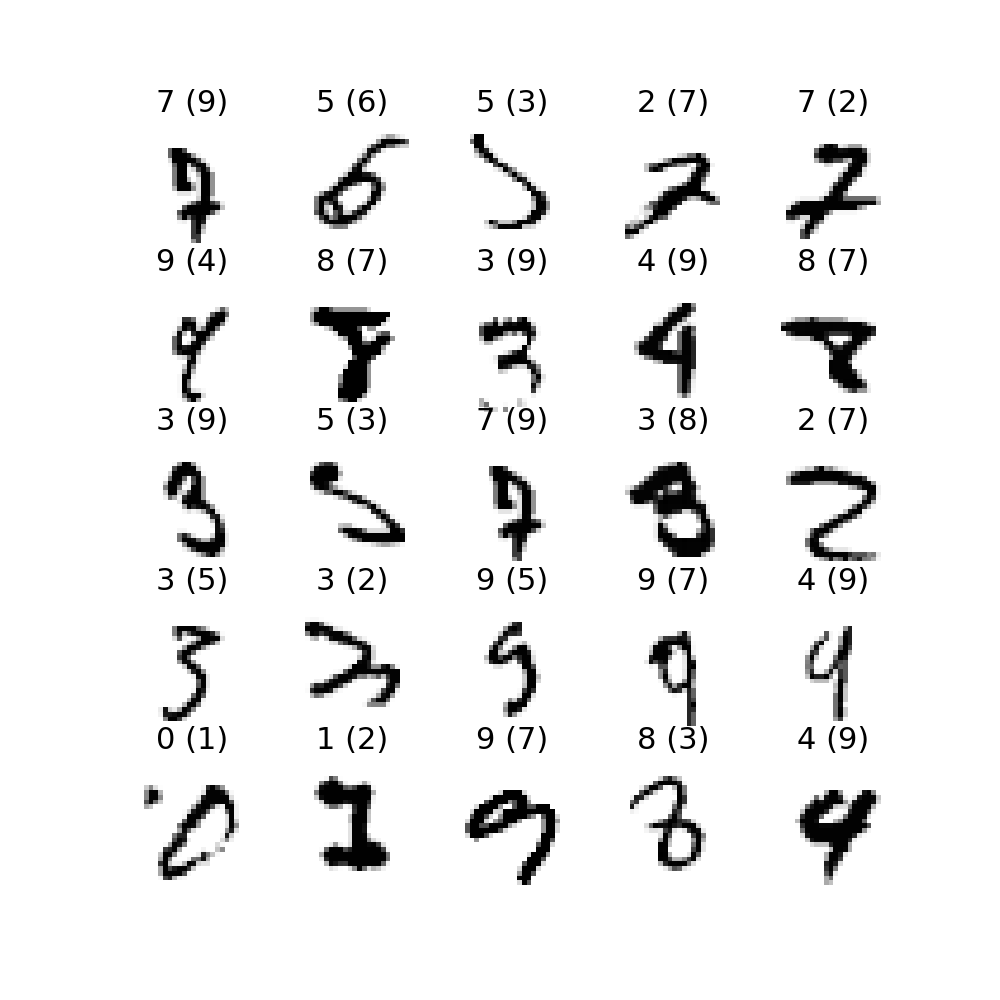 7 (9) 5 (6) 5 (3) 2 (7) 7 (2)
9 (4) 8 (7) 3 (9) 4 (9) 8 (7)
3 (9) 5 (3) 7 (9) 3 (8) 2 (7)
3 (5) 3 (2) 9 (5) 9 (7) 4 (9)
0 (1) 1 (2) 9 (7) 8 (3) 4 (9)